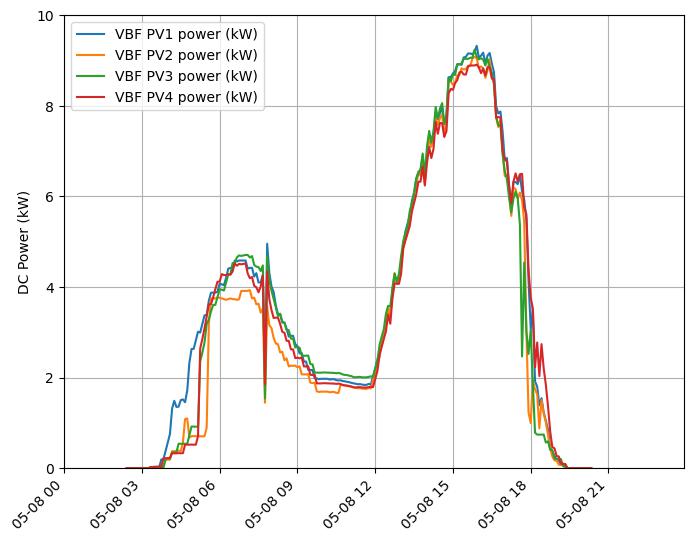 10
8
6
4
2
0
DC Power (kW)
VBF PV1 power (kW)
VBF PV2 power (kW)
VBF PV3 power (kW)
VBF PV4 power (kW)
05-08 00
05-08 03
05-08 06
05-08 09
05-08 12
05-08 15
05-08 18
05-08 21